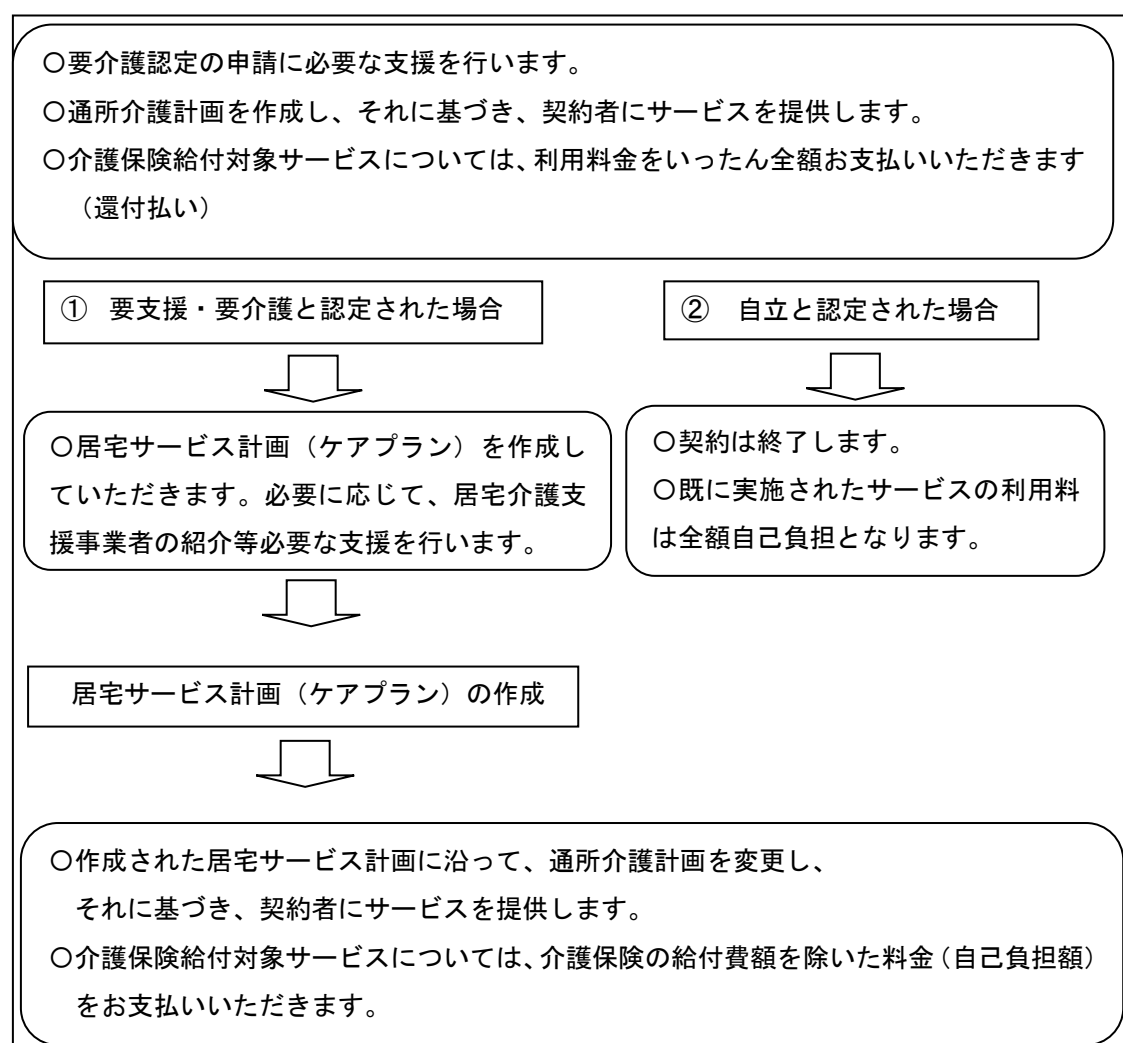 〇要介護認定の申請に必要な支援を行います。
〇通所介護計画を作成し、それに基づき、契約者にサービスを提供します。
〇介護保険給付対象サービスについては、利用料金をいったん全額お支払いいただきます
（還付払い）
① 要支援・要介護と認定された場合
② 自立と認定された場合
〇居宅サービス計画（ケアプラン）を作成し
ていただきます。必要に応じて、居宅介護支
援事業者の紹介等必要な支援を行います。
〇契約は終了します。
〇既に実施されたサービスの利用料
は全額自己負担となります。
居宅サービス計画（ケアプラン）の作成
〇作成された居宅サービス計画に沿って、通所介護計画を変更し、
それに基づき、契約者にサービスを提供します。
〇介護保険給付対象サービスについては、介護保険の給付費額を除いた料金（自己負担額）
をお支払いいただきます。